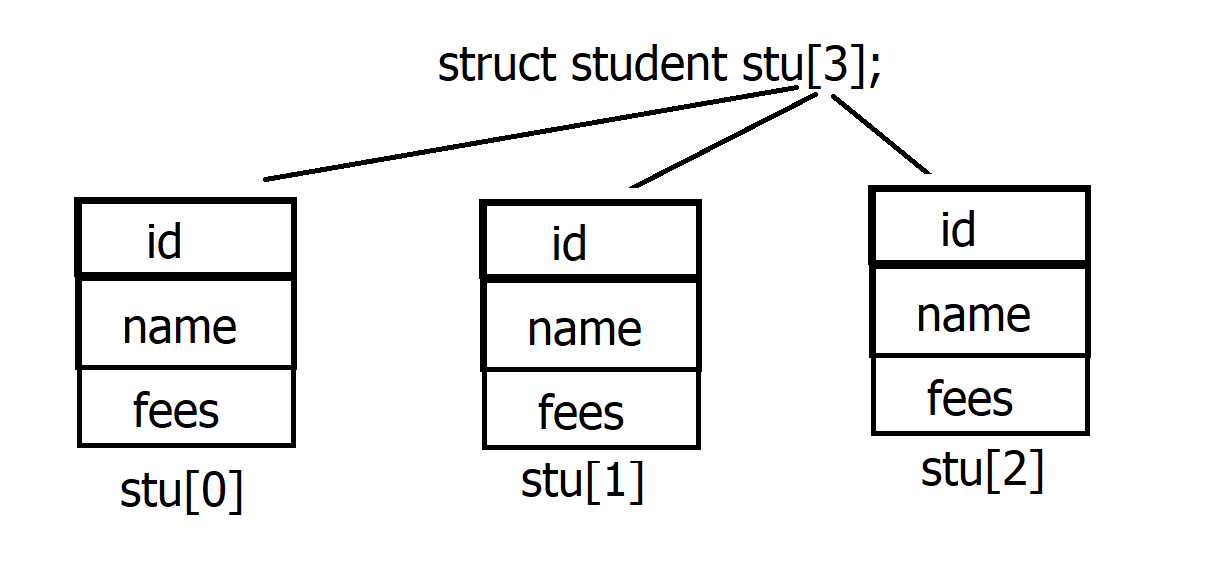 struct student stu[3];
id
name
fees
stu[0]
id
name
fees
stu[1]
id
name
fees
stu[2]